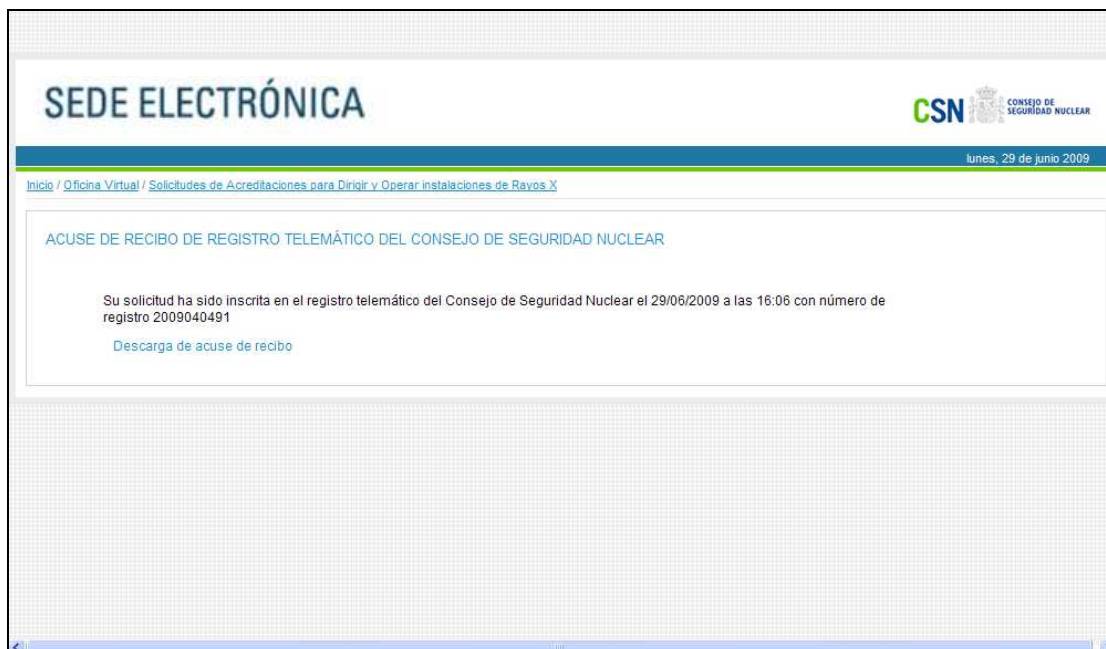 SEDE ELECTRÓNICA
CSN
CONSEJO DE
SEGURIDAD NUCLEAR
lunes, 29 de junio 2009
Inicio / Oficina Virtual / Solicitudes de Acreditaciones para Dirigir y Operar instalaciones de Rayos X
ACUSE DE RECIBO DE REGISTRO TELEMÁTICO DEL CONSEJO DE SEGURIDAD NUCLEAR
Su solicitud ha sido inscrita en el registro telemático del Consejo de Seguridad Nuclear el 29/06/2009 a las 16:06 con número de
registro 2009040491
Descarga de acuse de recibo